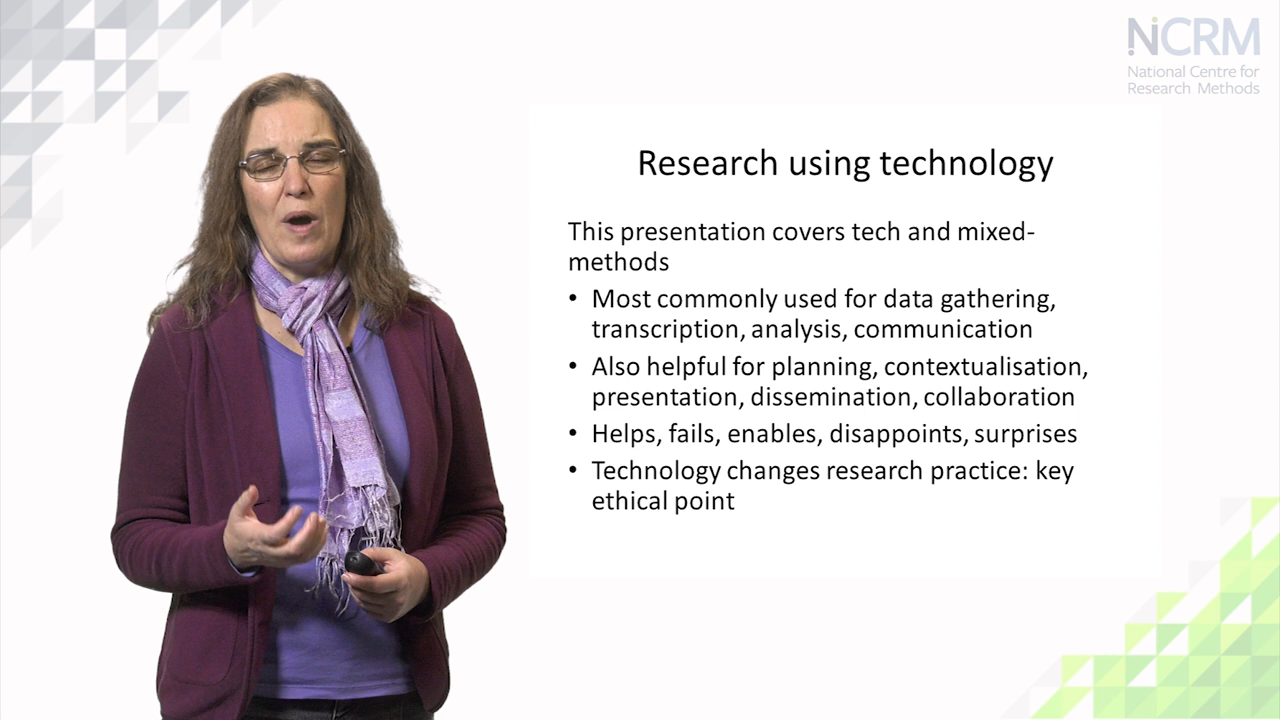 NCRM
National Centre for
Research Methods
Research using technology
This presentation covers tech and mixed-
methods
• Most commonly used for data gathering,
transcription, analysis, communication
• Also helpful for planning, contextualisation,
presentation, dissemination, collaboration
• Helps, fails, enables, disappoints, surprises
• Technology changes research practice: key
ethical point